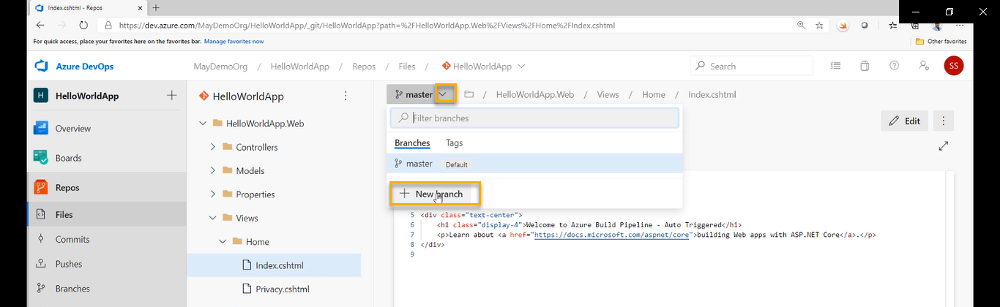 Index.cshtml - Repos
https://dev.azure.com/MayDemoOrg/HelloWorldApp/_git/HelloWorldApp?path=%2FHelloWorldApp.Web%2FViews%2FHome%2FIndex.cshtml
For quick access, place your favorites here on the favorites bar. Manage favorites now
Other favorites
Azure DevOps
MayDemoOrg / HelloWorldApp / Repos / Files / HelloWorldApp
Search
SS
H HelloWorldApp
Overview
Boards
Repos
Files
Commits
Pushes
Branches
HelloWorldApp
HelloWorldApp.Web
Controllers
Models
Properties
Views
Home
Index.cshtml
Privacy.cshtml
master / HelloWorldApp.Web / Views / Home / Index.cshtml
Filter branches
Edit
Branches Tags
master Default
New branch
5 <div class="text-center">
6 <h1 class="display-4">Welcome to Azure Build Pipeline - Auto Triggered</h1>
7 <p>Learn about <a href="https://docs.microsoft.com/aspnet/core">building Web apps with ASP.NET Core</a>.</p>
8 </div>
9